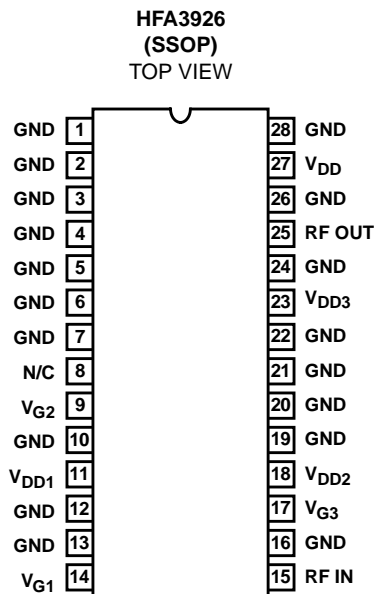 HFA3926
(SSOP)
TOP VIEW
GND 1 28 GND
GND 2 27 VDD
GND 3 26 GND
GND 4 25 RF OUT
GND 5 24 GND
GND 6 23 VDD3
GND 7 22 GND
N/C 8 21 GND
VG2 9 20 GND
GND 10 19 GND
VDD1 11 18 VDD2
GND 12 17 VG3
GND 13 16 GND
VG1 14 15 RF IN